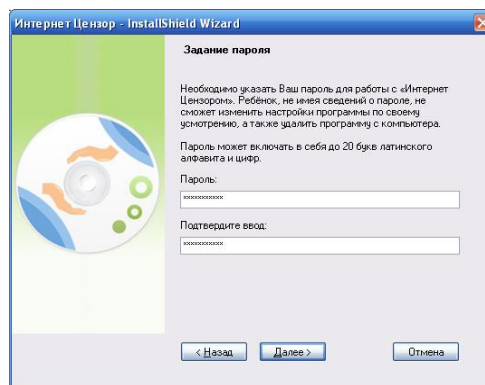 Интернет Цензор - InstallShield Wizard
Задание пароля
Необходимо указать Ваш пароль для работы с «Интернет
Цензором». Ребёнок, не имея сведений о пароле, не
сможет изменить настройки программы по своему
усмотрению, а также удалить программу с компьютера.
Пароль может включать в себя до 20 букв латинского
алфавита и цифр.
Пароль:
xxxxxxxxxxx
Подтвердите ввод:
xxxxxxxxxxx
< Назад
Далее >
Отмена